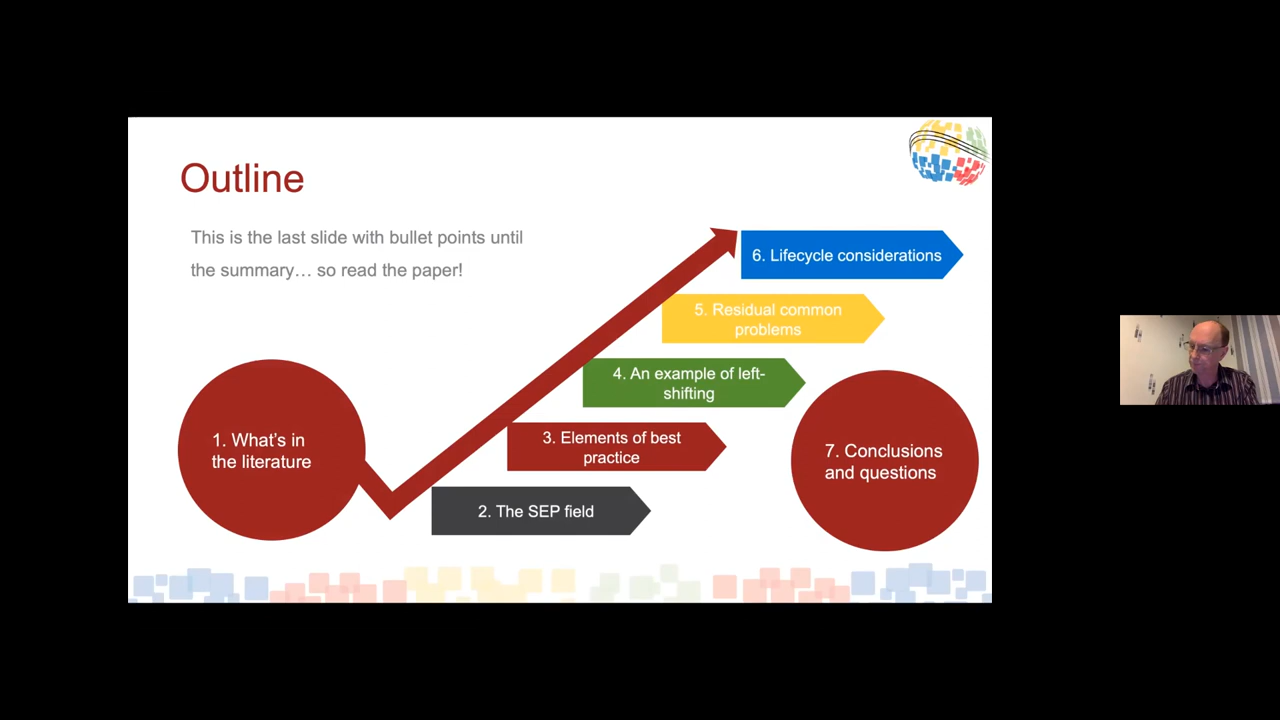 Outline
This is the last slide with bullet points until
the summary… so read the paper!
1. What's in
the literature
2. The SEP field
3. Elements of best
practice
4. An example of left-
shifting
5. Residual common
problems
6. Lifecycle considerations
7. Conclusions
and questions